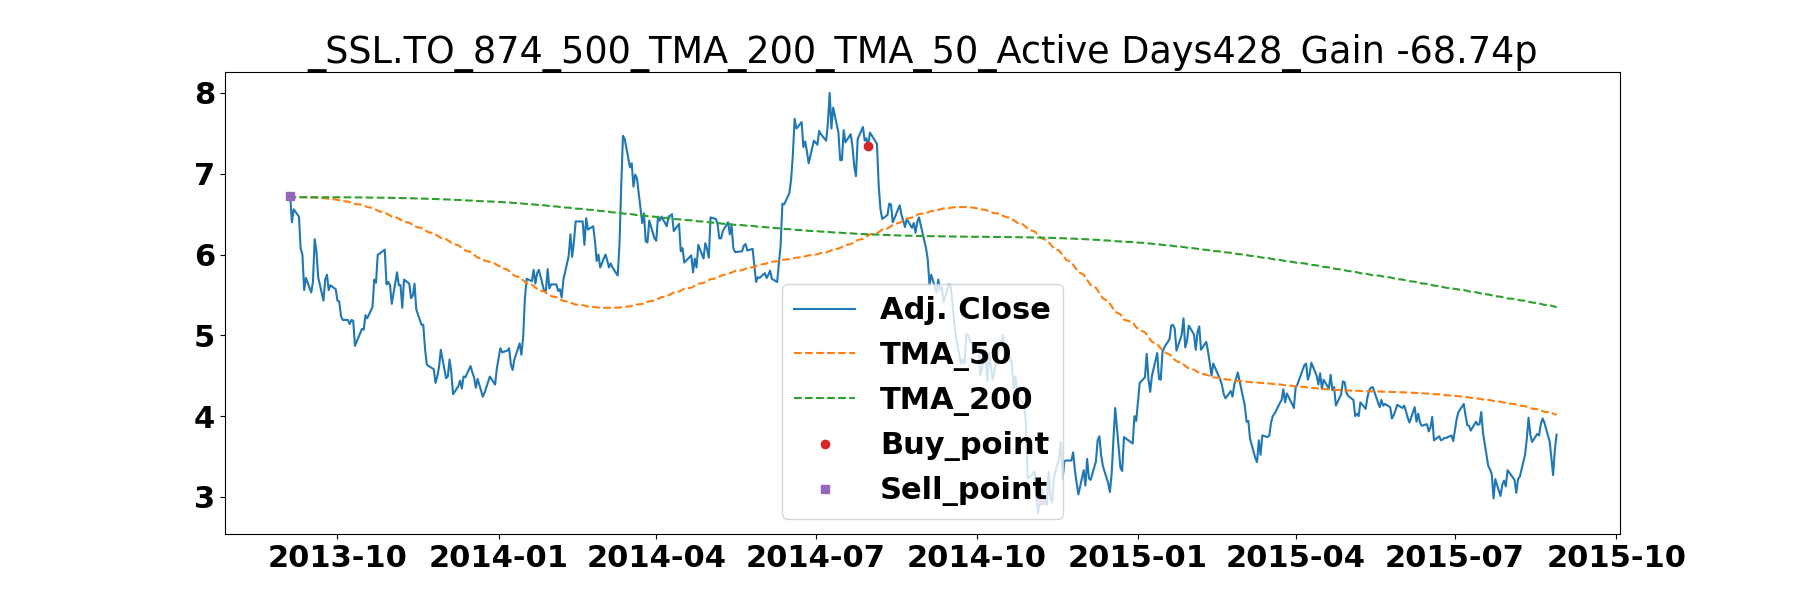 _SSL.TO_874_500_TMA_200_TMA_50_Active Days428_Gain -68.74p
8
7
6
5
4
3
Adj. Close
TMA_50
TMA_200
Buy_point
Sell_point
2013-10 2014-01 2014-04 2014-07 2014-10 2015-01 2015-04 2015-07 2015-10